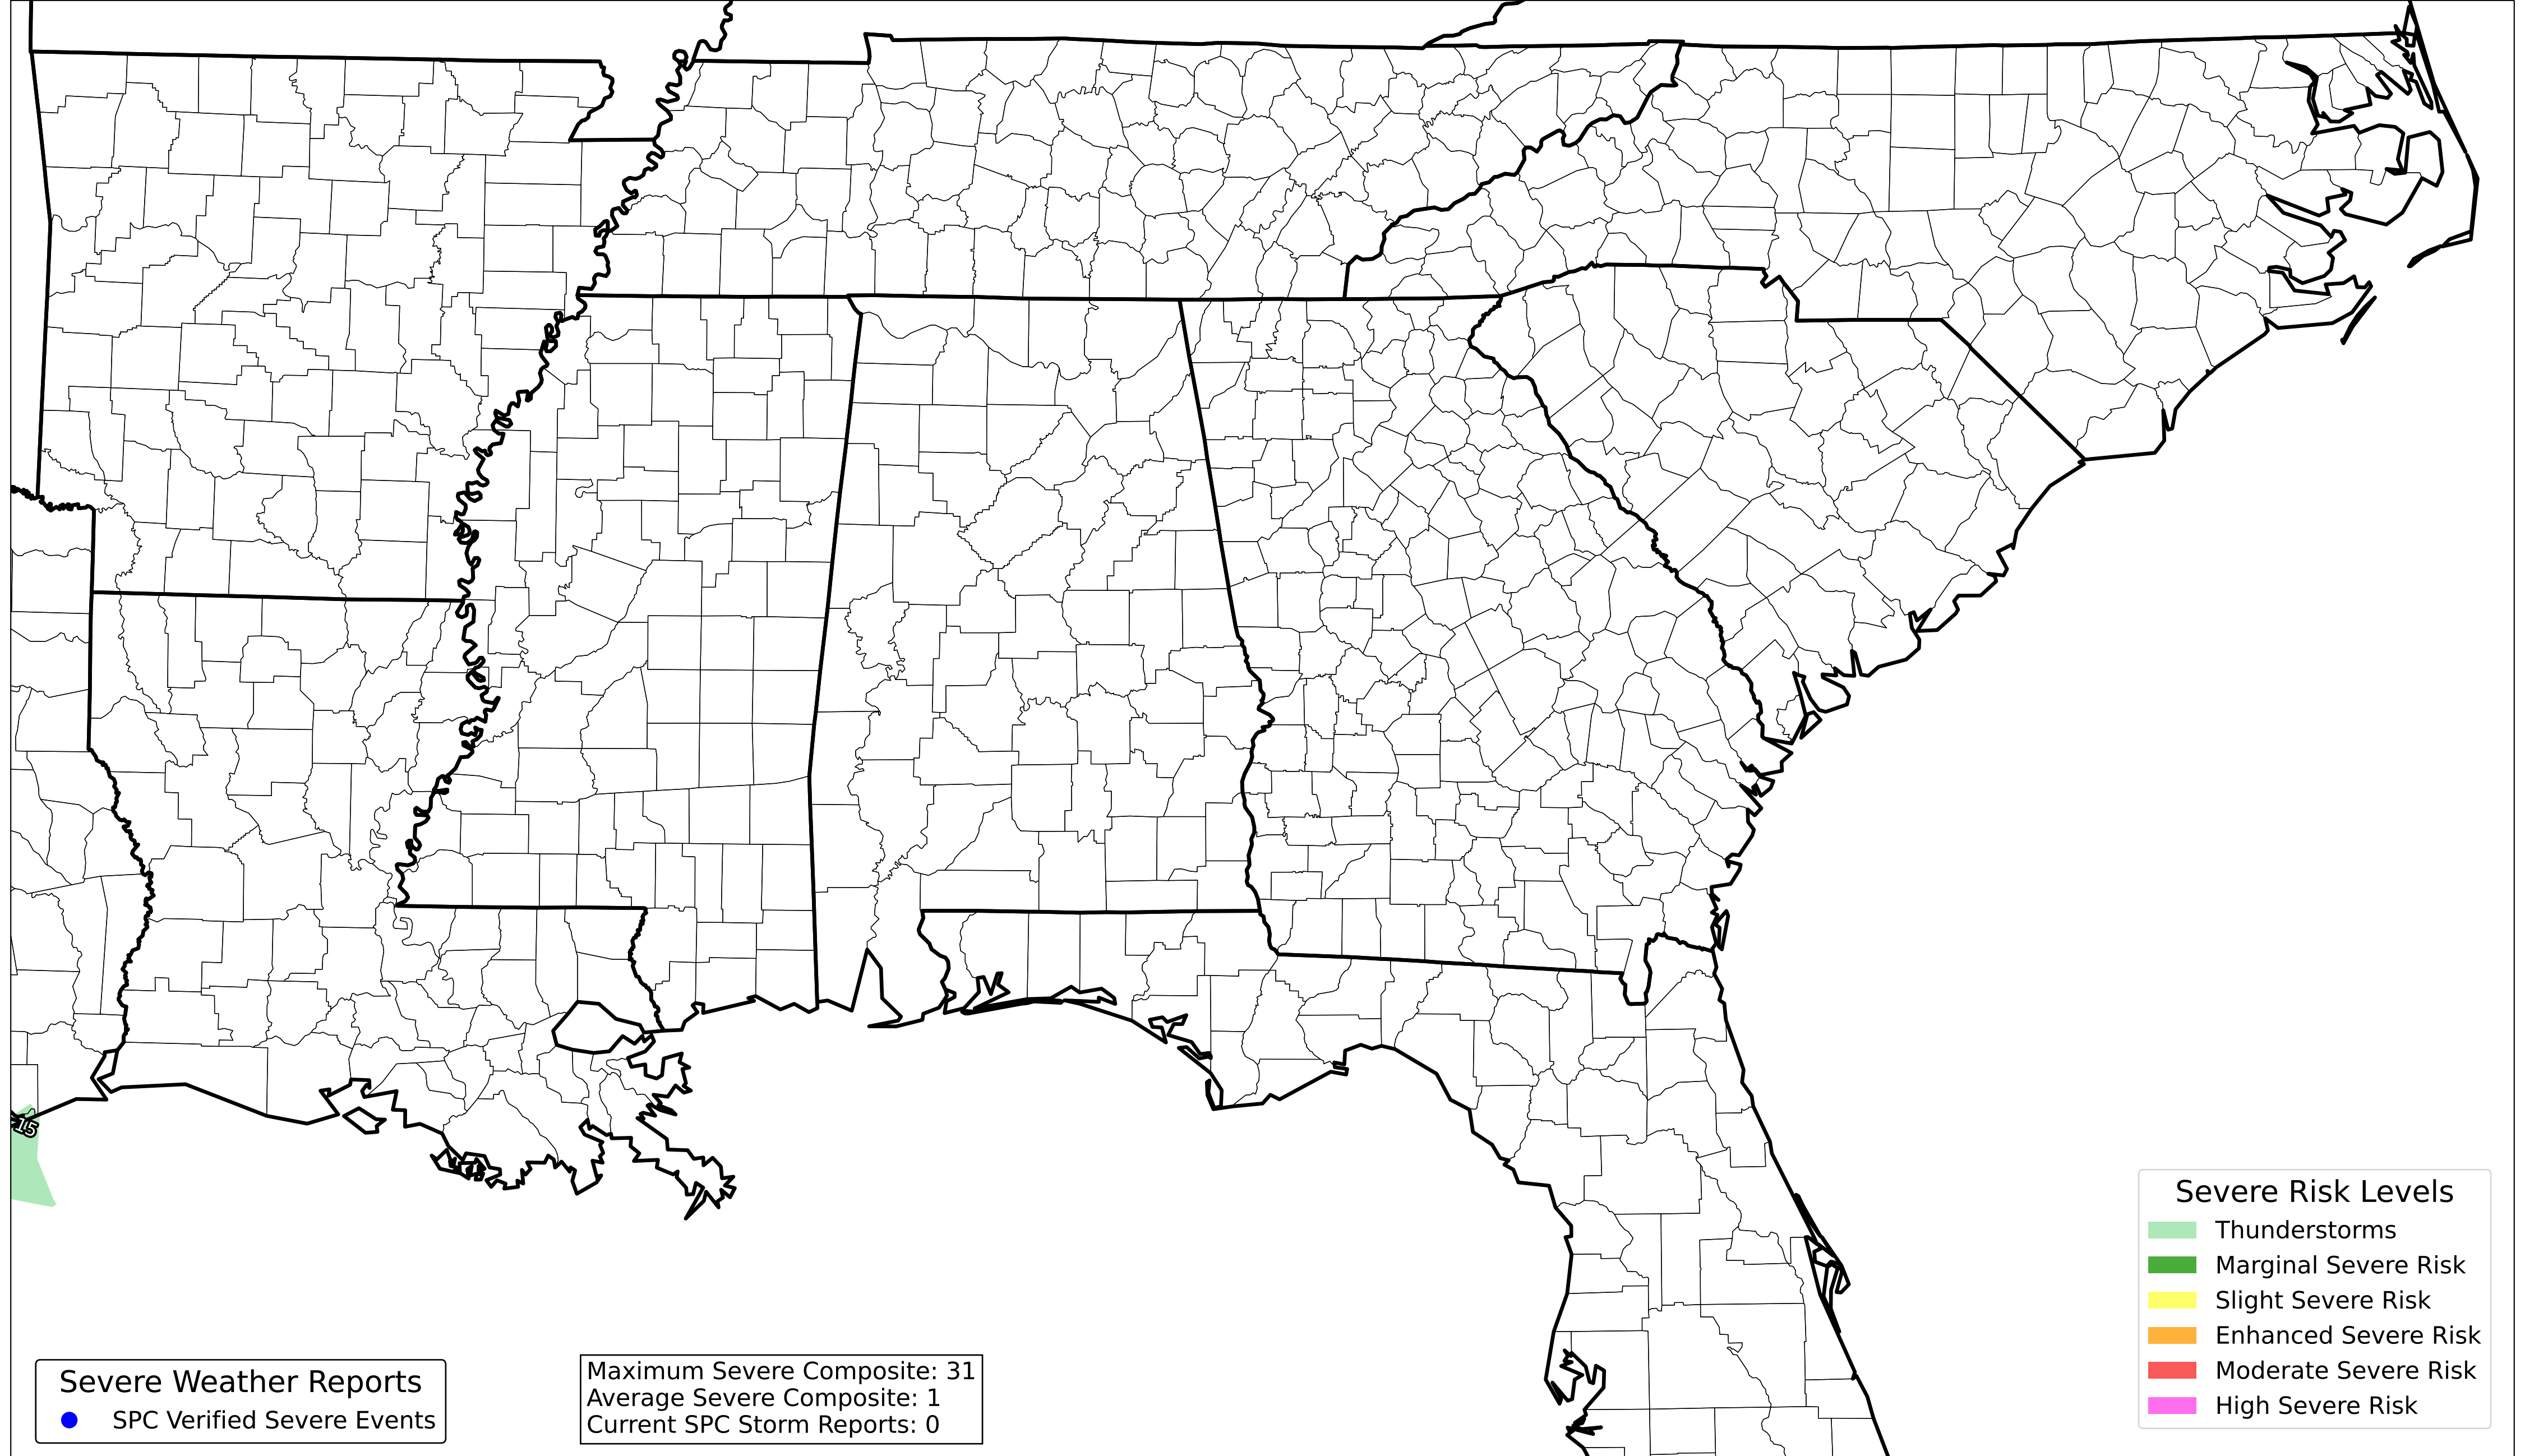 15
Severe Weather Reports
SPC Verified Severe Events
Maximum Severe Composite: 31
Average Severe Composite: 1
Current SPC Storm Reports: 0
Severe Risk Levels
Thunderstorms
Marginal Severe Risk
Slight Severe Risk
Enhanced Severe Risk
Moderate Severe Risk
High Severe Risk